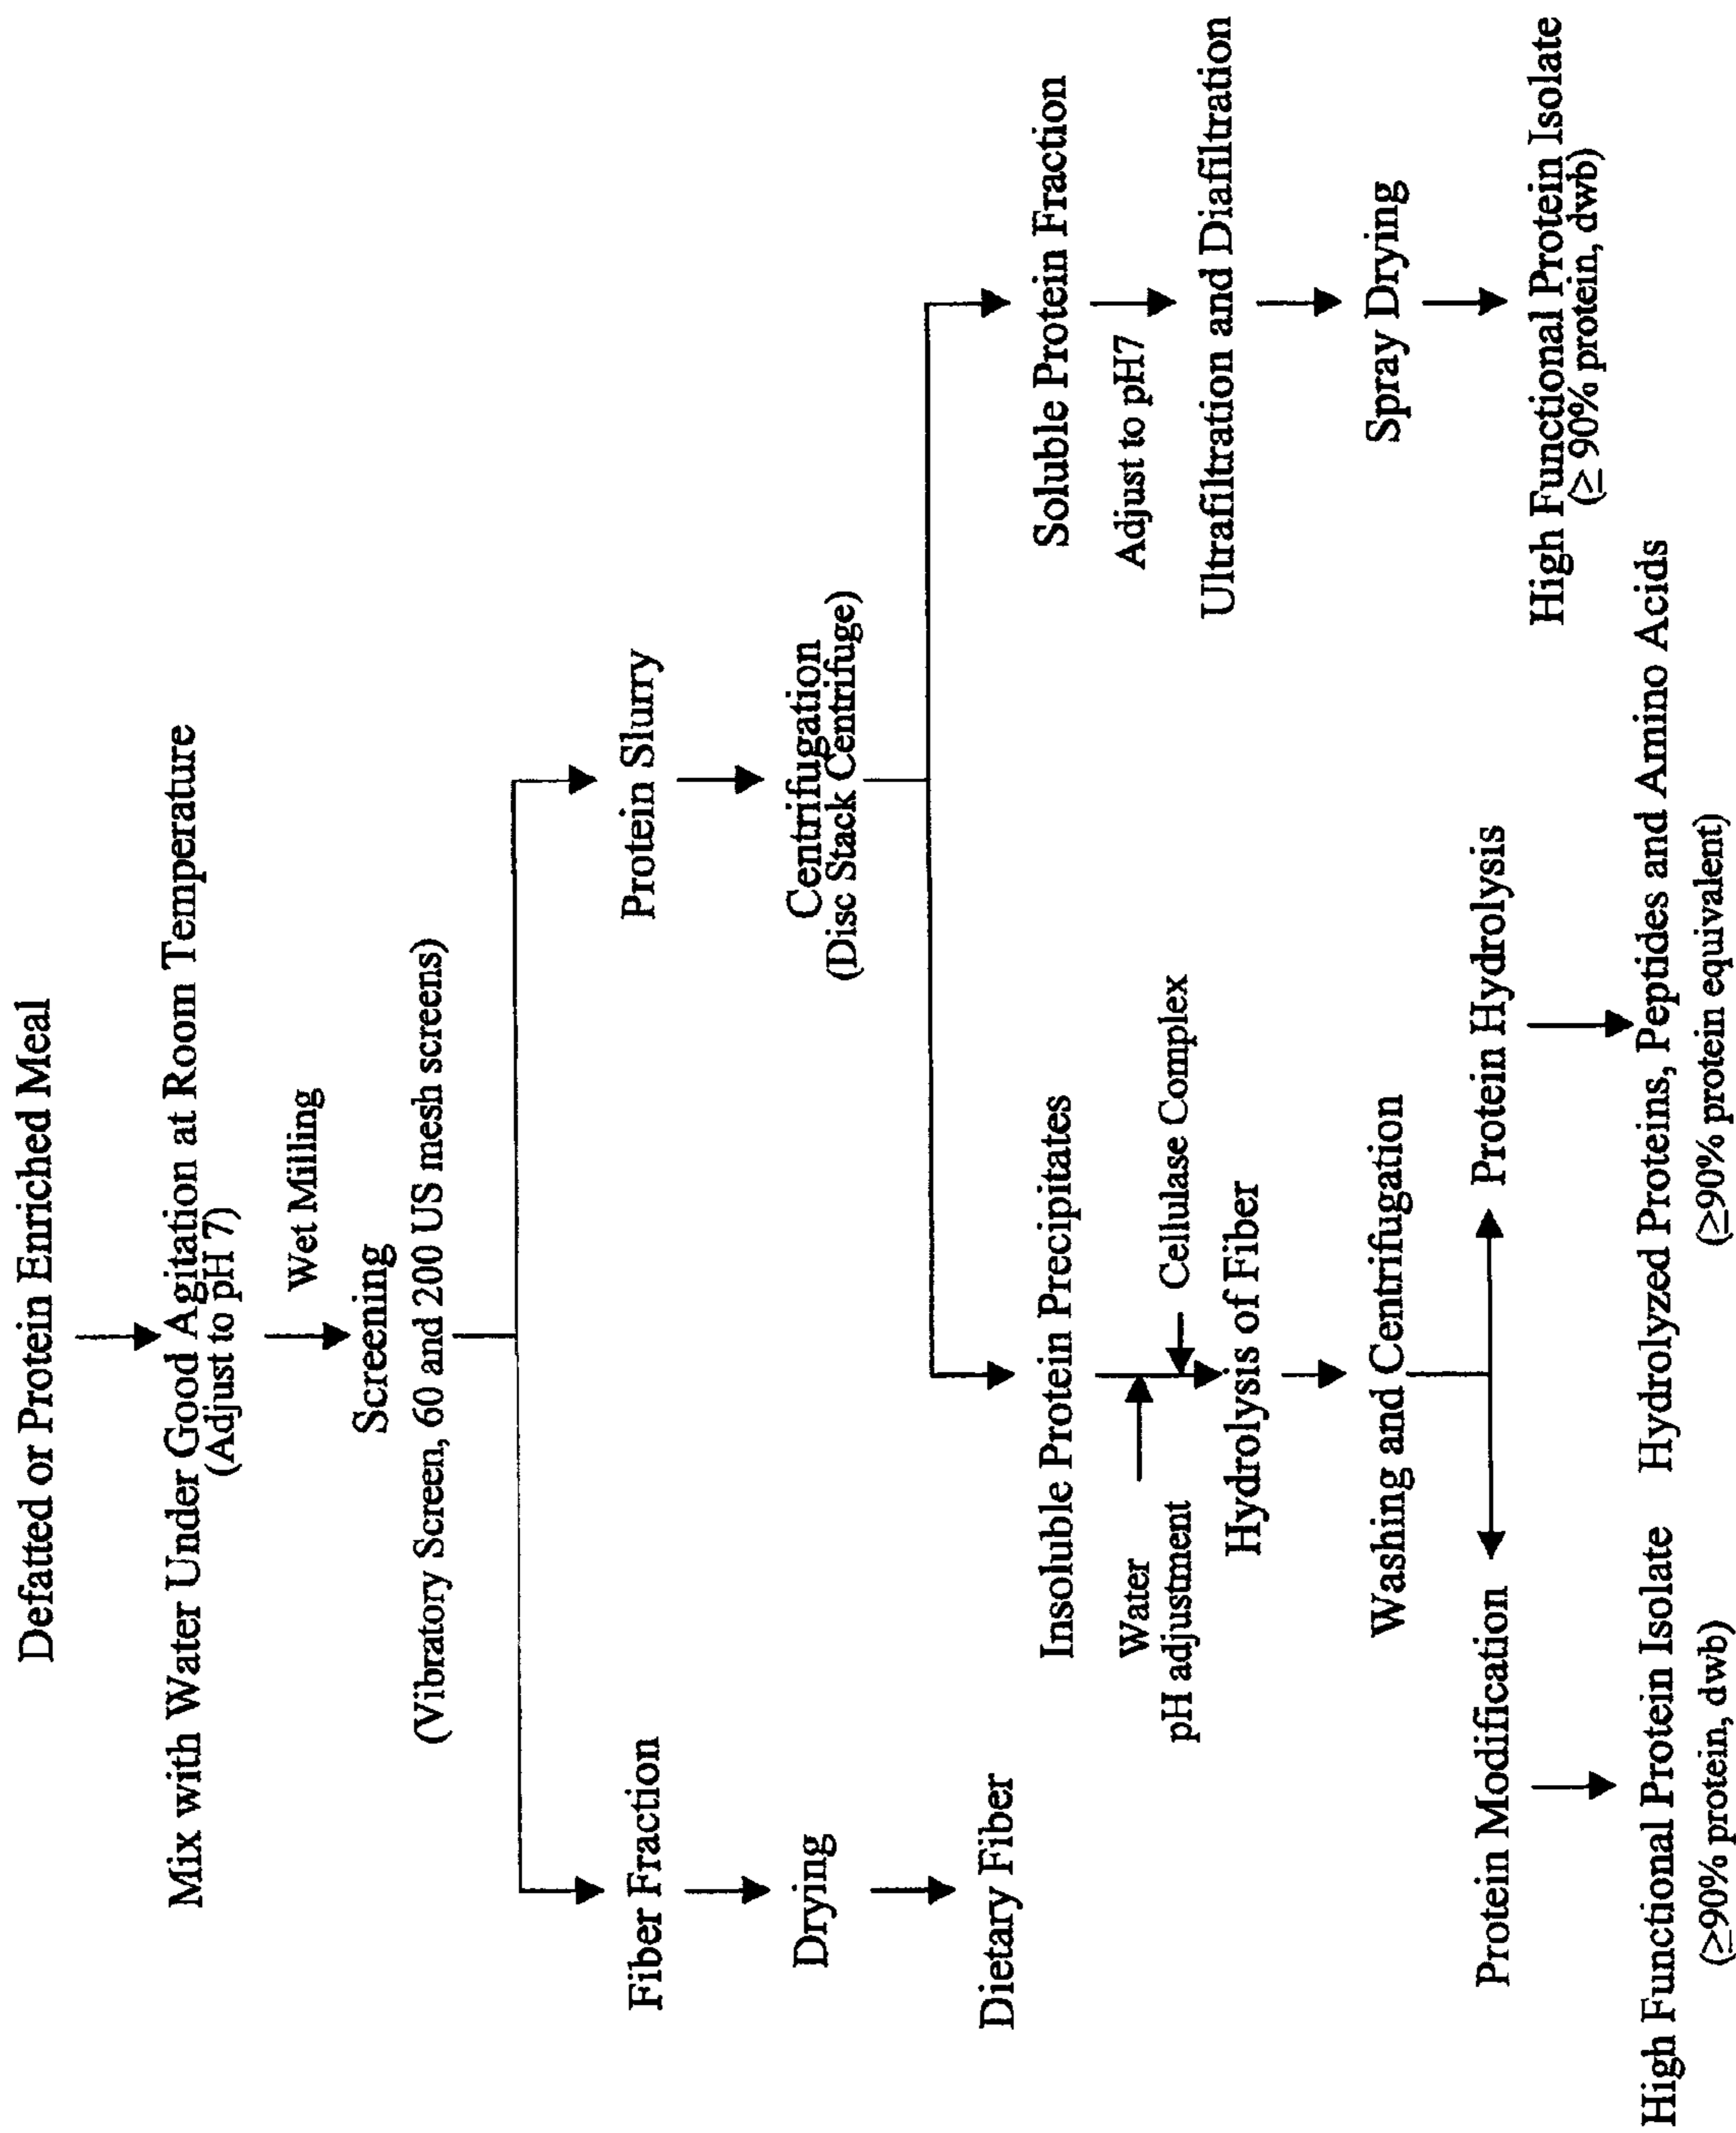 Defatted or Protein Enriched Meal
Mix with Water Under Good Agitation at Room Temperature
(Adjust to pH 7)
Wet Milling
Screening
(Vibratory Screen, 60 and 200 US mesh screens)
Fiber Fraction
Drying
Dietary Fiber
Protein Slurry
Centrifugation
(Disc Stack Centrifuge)
Insoluble Protein Precipitates
Water
pH adjustment
Cellulase Complex
Hydrolysis of Fiber
Washing and Centrifugation
Protein Modification
High Functional Protein Isolate
(≥90% protein, dwb)
Protein Hydrolysis
Hydrolyzed Proteins, Peptides and Amino Acids
(≥90% protein equivalent)
Soluble Protein Fraction
Adjust to pH7
Ultrafiltration and Diafiltration
Spray Drying
High Functional Protein Isolate
(≥ 90% protein, dwb)